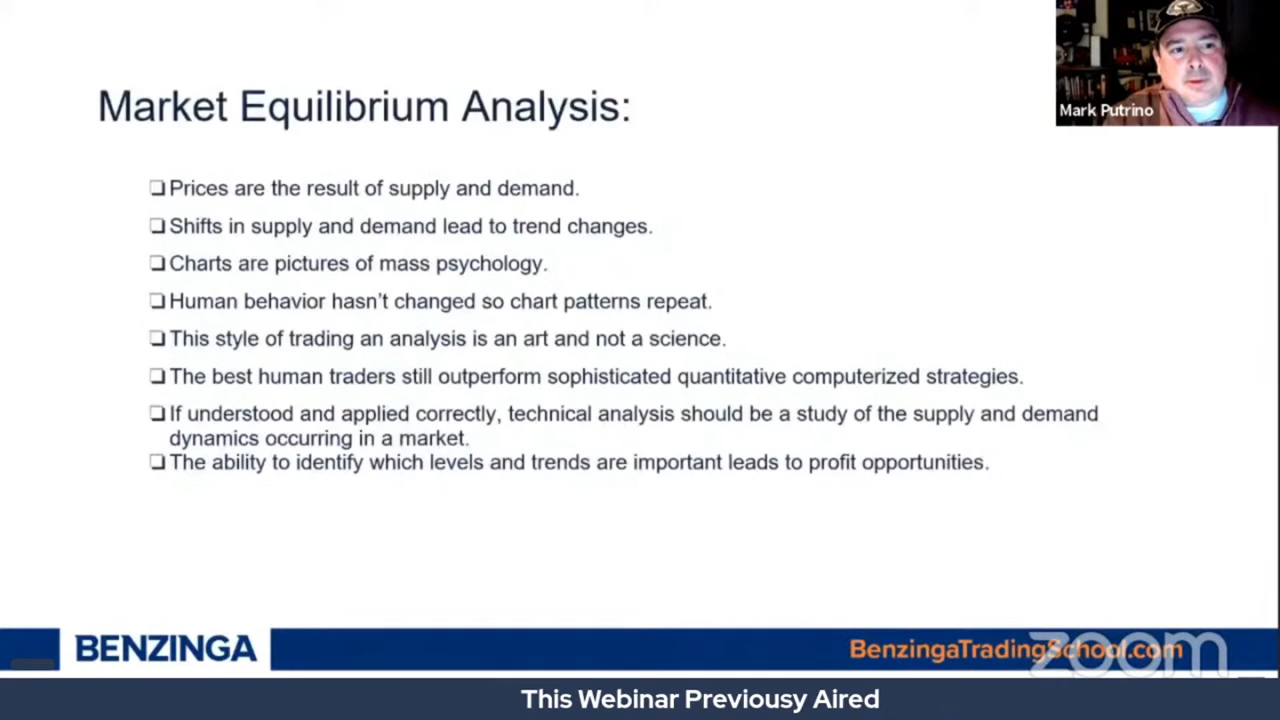 Market Equilibrium Analysis:
Mark Putrino
Prices are the result of supply and demand.
Shifts in supply and demand lead to trend changes.
Charts are pictures of mass psychology.
Human behavior hasn't changed so chart patterns repeat.
This style of trading an analysis is an art and not a science.
The best human traders still outperform sophisticated quantitative computerized strategies.
If understood and applied correctly, technical analysis should be a study of the supply and demand
dynamics occurring in a market.
The ability to identify which levels and trends are important leads to profit opportunities.
BENZINGA
BenzingaTradingSchool.com
zoom
This Webinar Previousy Aired